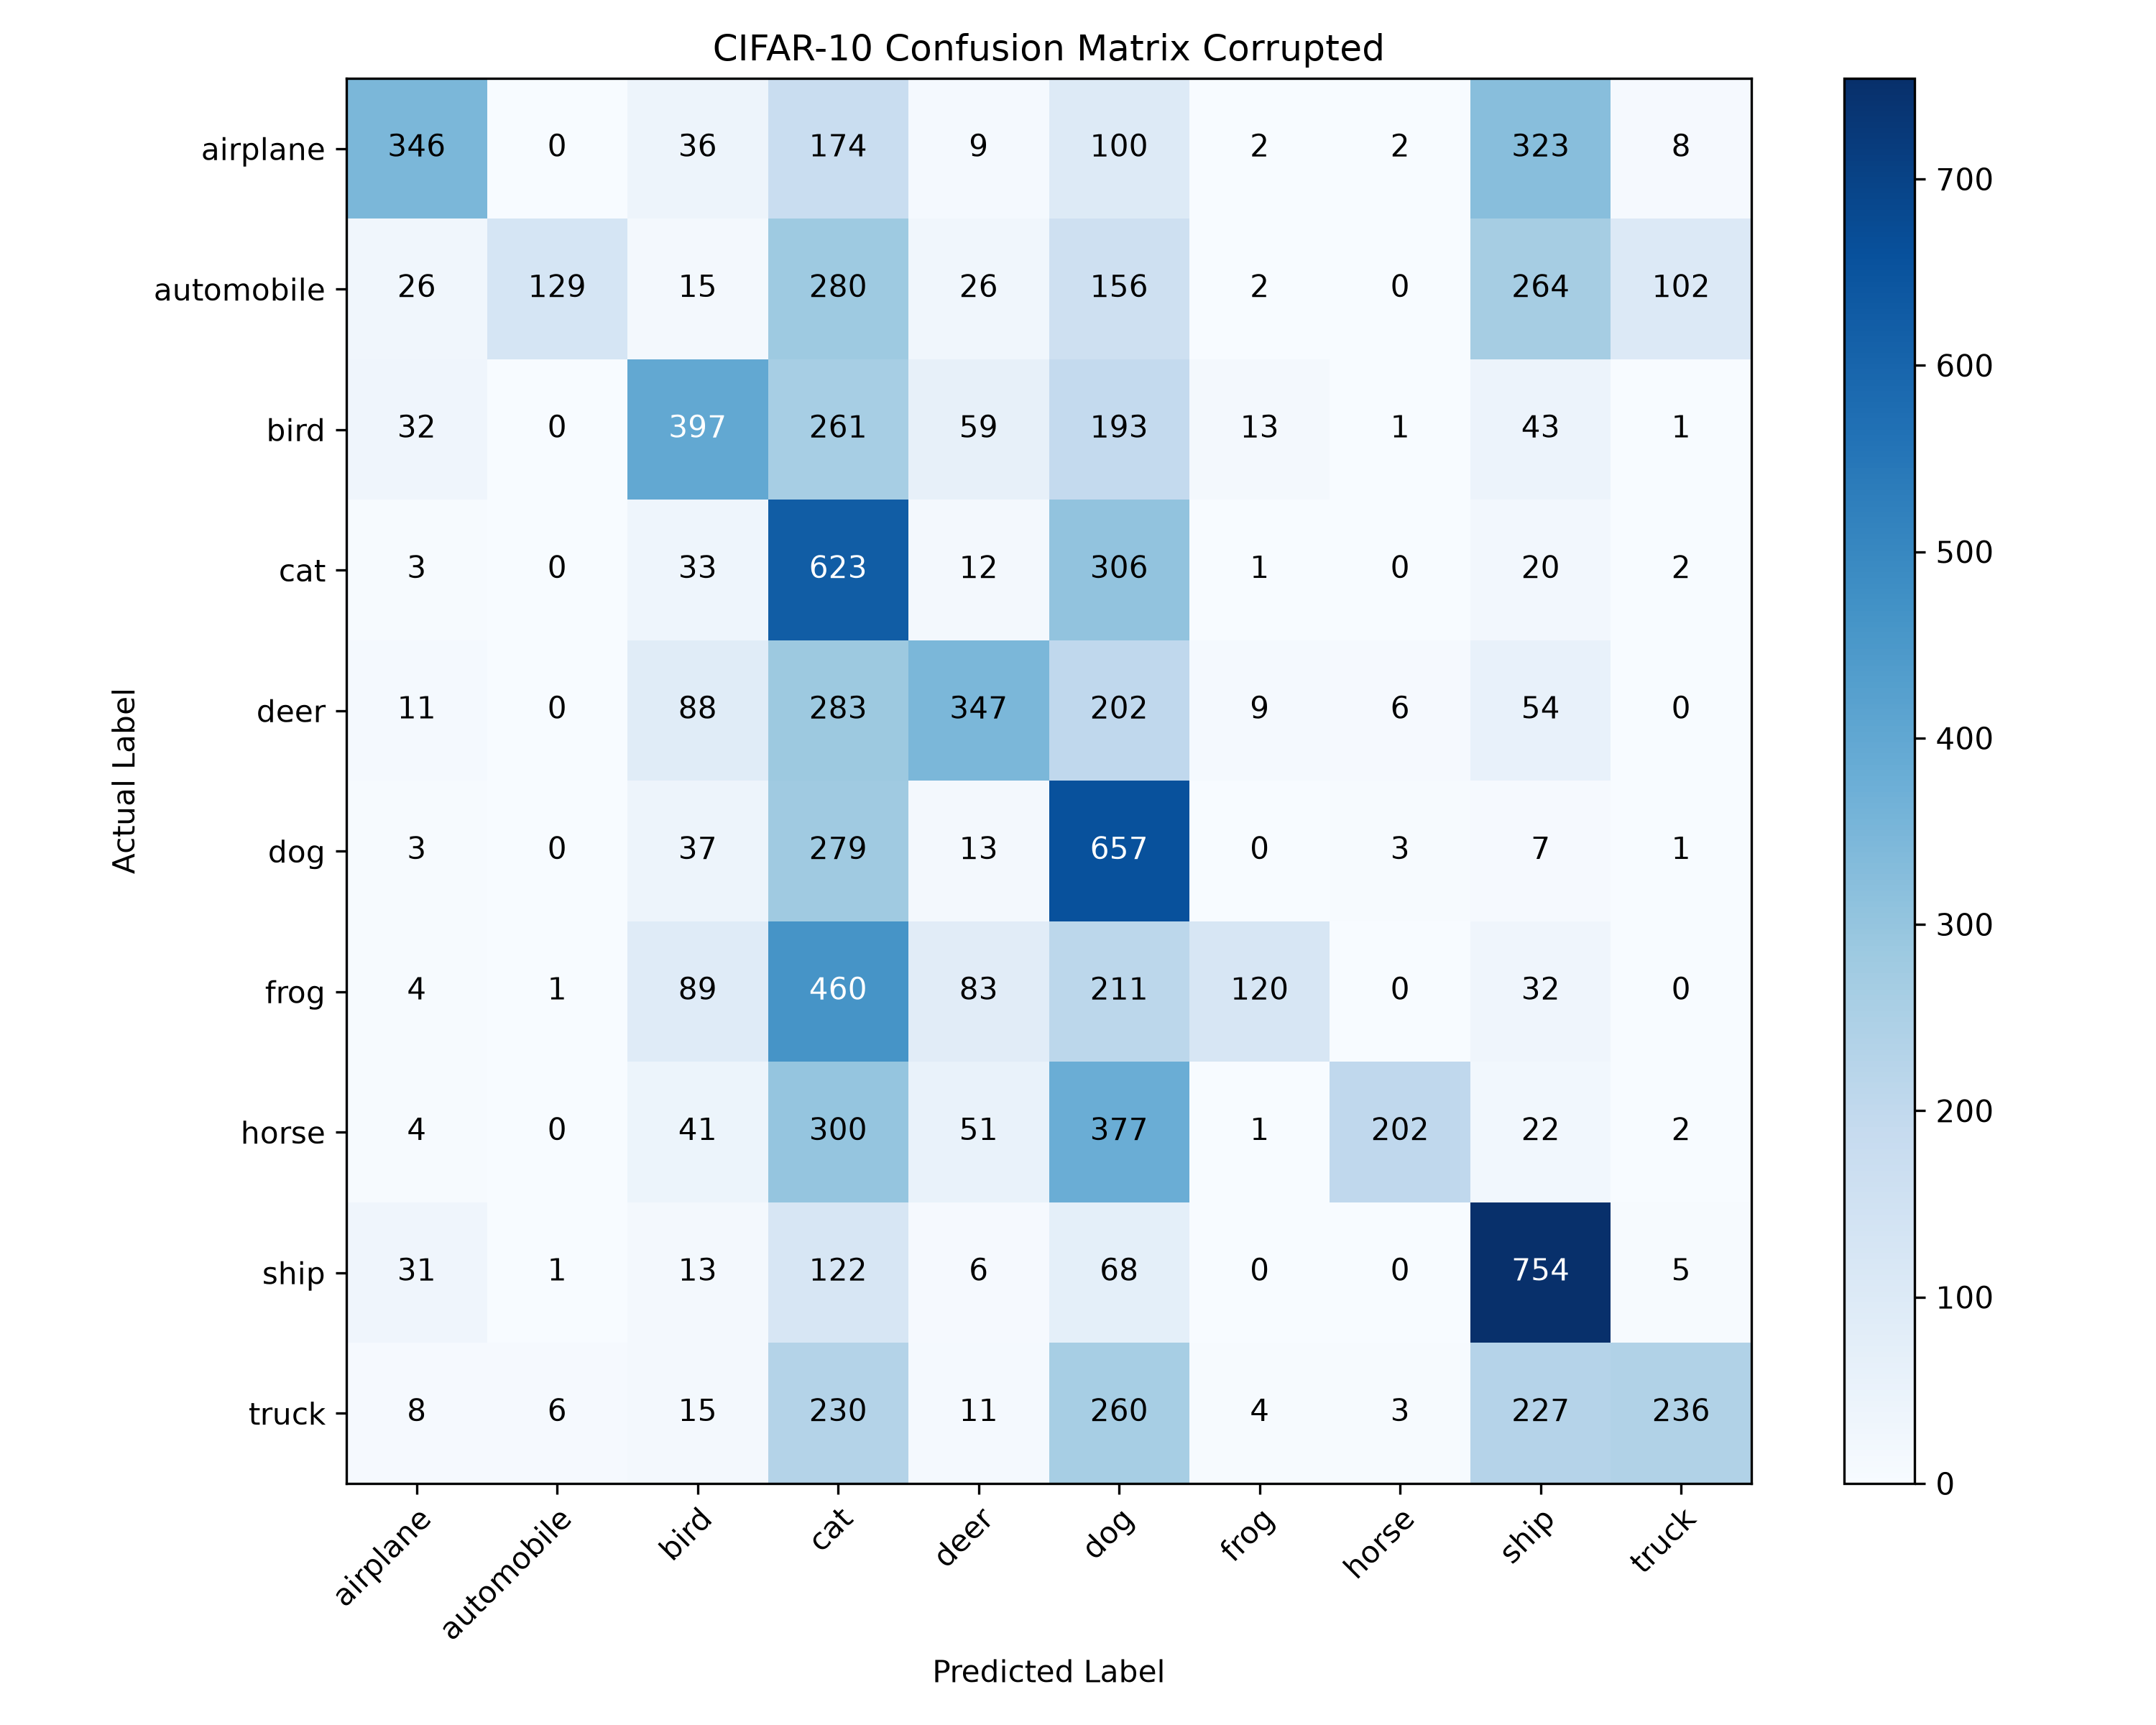 CIFAR-10 Confusion Matrix Corrupted
airplane 346 0 36 174 9 100 2 2 323 8
automobile 26 129 15 280 26 156 2 0 264 102
bird 32 0 397 261 59 193 13 1 43 1
cat 3 0 33 623 12 306 1 0 20 2
deer 11 0 88 283 347 202 9 6 54 0
dog 3 0 37 279 13 657 0 3 7 1
frog 4 1 89 460 83 211 120 0 32 0
horse 4 0 41 300 51 377 1 202 22 2
ship 31 1 13 122 6 68 0 0 754 5
truck 8 6 15 230 11 260 4 3 227 236
airplane automobile bird cat deer dog frog horse ship truck
Predicted Label
Actual Label
700
600
500
400
300
200
100
0